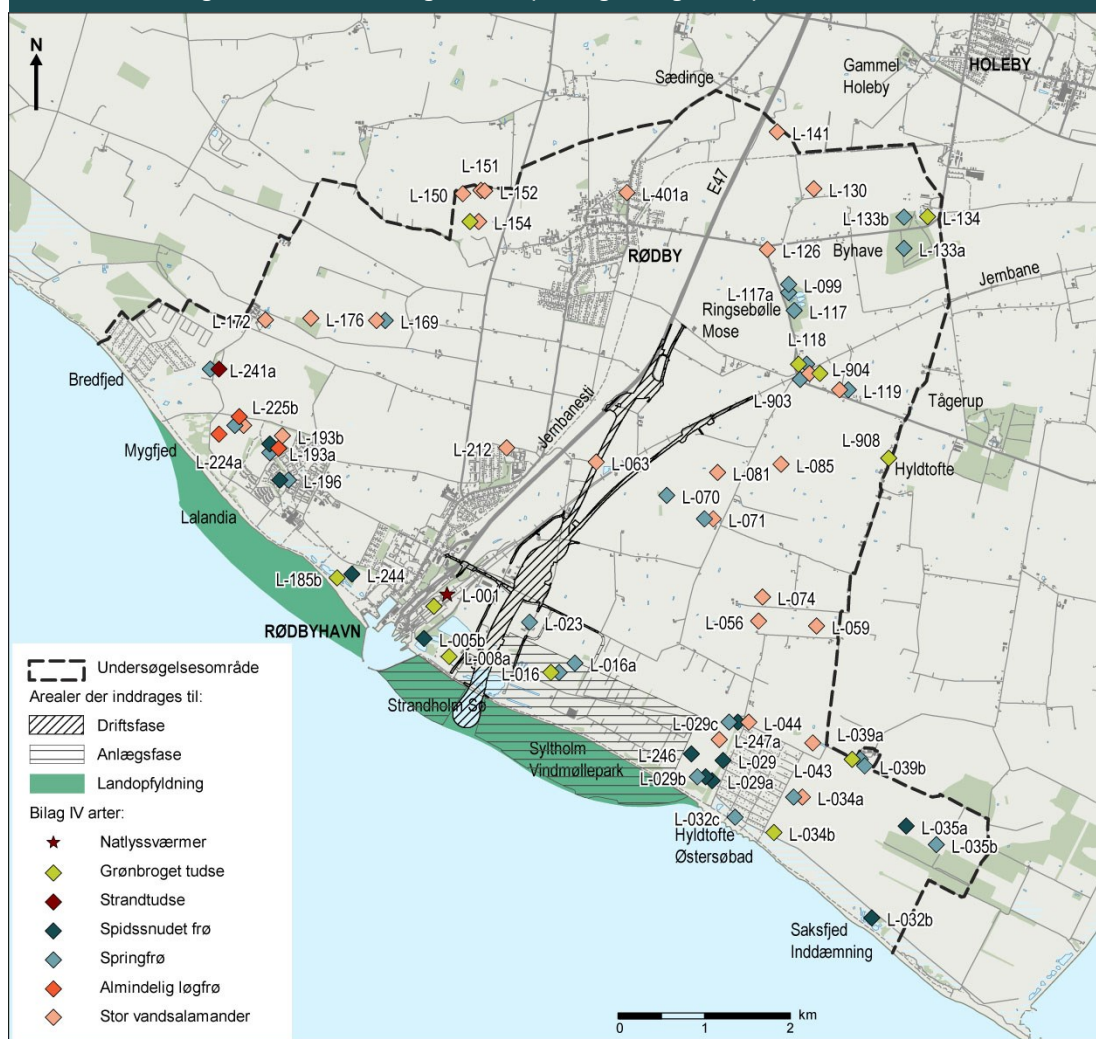 N
Sædinge
Gammel
Holeby
HOLEBY
L-141
L-151
L-150
L-152
L-154
L-401a
E47
L-130
L-133b
L-134
RØDBY
L-126
Byhave
L-133a
Jernbane
L-099
L-117a
Ringsebølle
Mose
L-117
L-172
L-176
L-169
L-118
L-904
Bredfjed
L-241a
L-903
L-119
Tågerup
L-225b
Jernbanesti
L-193b
L-908
Mygfjed
L-224a
L-193a
L-212
L-063
L-081
L-085
Hyldtofte
L-196
L-070
Lalandia
L-071
L-185b
L-244
L-001
L-074
RØDBYHAVN
L-023
L-056
L-059
L-005b
L-008a
L-016a
L-016
Strandholm Sø
L-029c
L-044
L-039a
L-247a
L-246
L-029
L-043
L-039b
Syltholm
Vindmøllepark
L-029b
L-029a
L-034a
L-032c
Hyldtofte
Østersøbad
L-034b
L-035a
L-035b
L-032b
Saksfjed
Inddæmning
Undersøgelsesområde
Arealer der inddrages til:
Driftsfase
Anlægsfase
Landopfyldning
Bilag IV arter:
Natlyssværmer
Grønbroget tudse
Strandtudse
Spidssnudet frø
Springfrø
Almindelig løgfrø
Stor vandsalamander
km
0 1 2